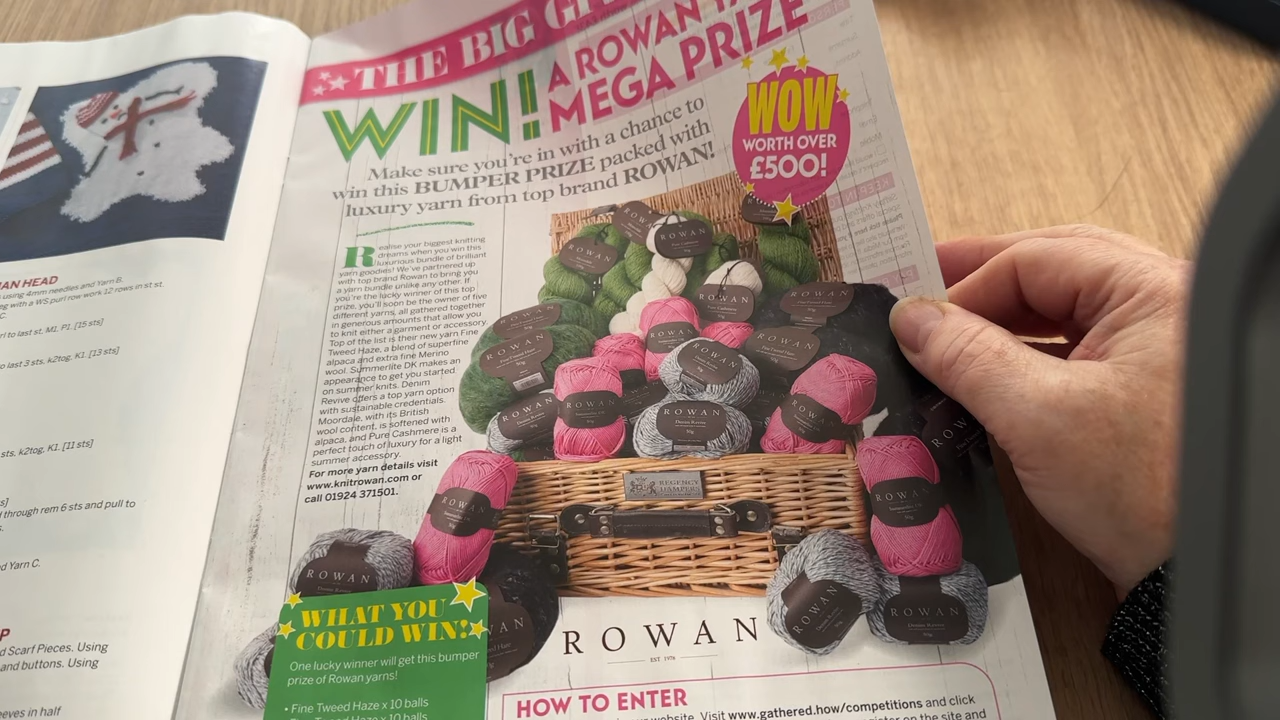 THE BIG
WIN!
A ROWAN
MEGA PRIZE
WOW
WORTH OVER
£500!
Make sure you're in with a chance to
win this BUMPER PRIZE packed with
luxury yarn from top brand ROWAN!
Realise your biggest knitting
dreams when you win this
luxurious bundle of brilliant
yarn goodies! We've partnered up
with top brand Rowan to bring you
a yarn bundle unlike any other. If
you're the lucky winner of this top
prize, you'll soon be the owner of five
different yarns, all gathered together
in generous amounts that allow you
to knit either a garment or accessory.
Top of the list is their new yarn Fine
Tweed Haze, a blend of superfine
alpaca and extra fine Merino
wool. Summerlite DK makes an
appearance to get you started
on summer knits. Denim
Revive offers a top yarn option
with sustainable credentials.
Moordale, with its British
wool content, is softened with
alpaca, and Pure Cashmere is a
perfect touch of luxury for a light
summer accessory.
For more yarn details visit
www.knitrowan.com or
call 01924 371501.
ROWAN
ROWAN
ROWAN
ROWAN
ROWAN
ROWAN
ROWAN
ROWAN
ROWAN
ROWAN
ROWAN
ROWAN
REGENCY
HAMPERS
ROWAN
EST 1978
WHAT YOU
COULD WIN!
One lucky winner will get this bumper
prize of Rowan yarns!
• Fine Tweed Haze x 10 balls
HOW TO ENTER
website. Visit www.gathered.how/competitions and click
register on the site and
AN HEAD
using 4mm needles and Yarn B.
with a WS purl row work 12 rows in st st.
to last st, M1, P1. [15 sts]
last 3 sts, k2tog, K1. [13 sts]
sts, k2tog, K1. [11 sts]
through rem 6 sts and pull to
d Yarn C.
P
d Scarf Pieces. Using
and buttons. Using
eeves in half